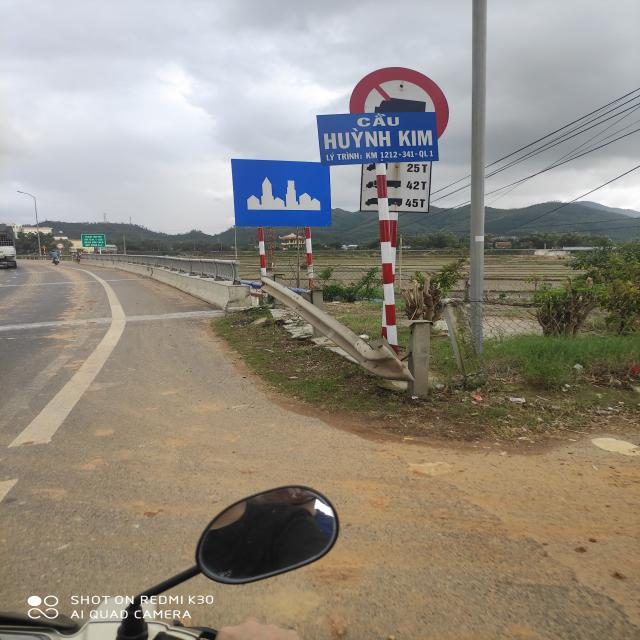 CẦU
HUỲNH KIM
LÝ TRÌNH: KM 1212+341-QL1
25T
42T
45T
SHOT ON REDMI K30
AI QUAD CAMERA